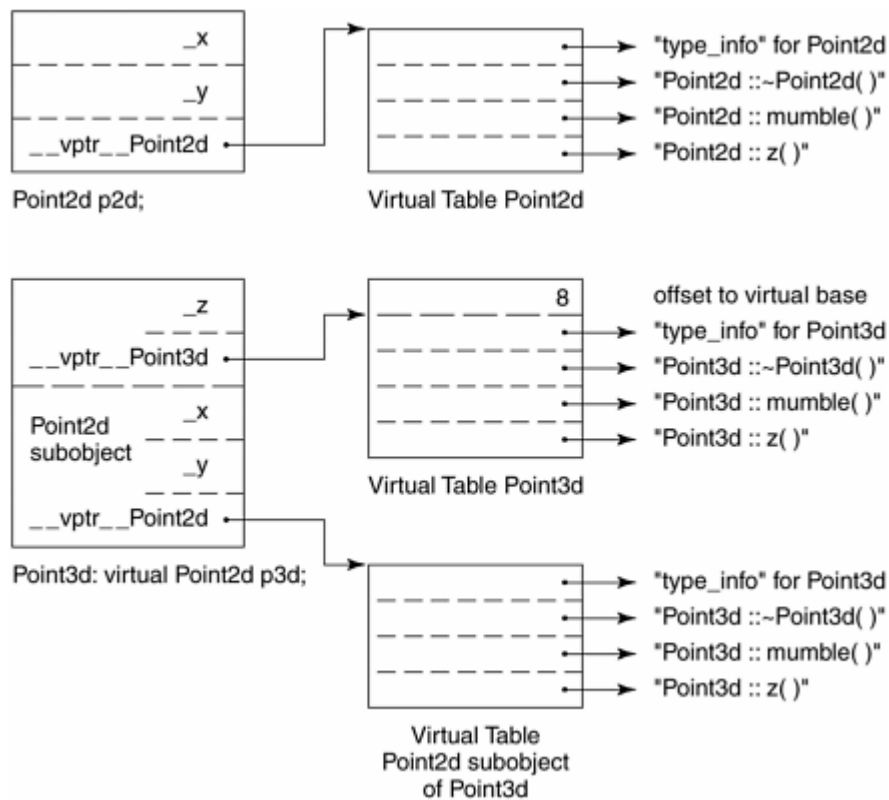 _x
_y
__vptr__Point2d
Point2d p2d;
"type_info" for Point2d
"Point2d ::~Point2d( )"
"Point2d :: mumble( )"
"Point2d :: z( )"
Virtual Table Point2d
_z
__vptr__Point3d
Point2d
subobject
_x
_y
__vptr__Point2d
Point3d: virtual Point2d p3d;
8
offset to virtual base
"type_info" for Point3d
"Point3d ::~Point3d( )"
"Point3d :: mumble( )"
"Point3d :: z( )"
Virtual Table Point3d
"type_info" for Point3d
"Point3d ::~Point3d( )"
"Point3d :: mumble( )"
"Point3d :: z( )"
Virtual Table
Point2d subobject
of Point3d